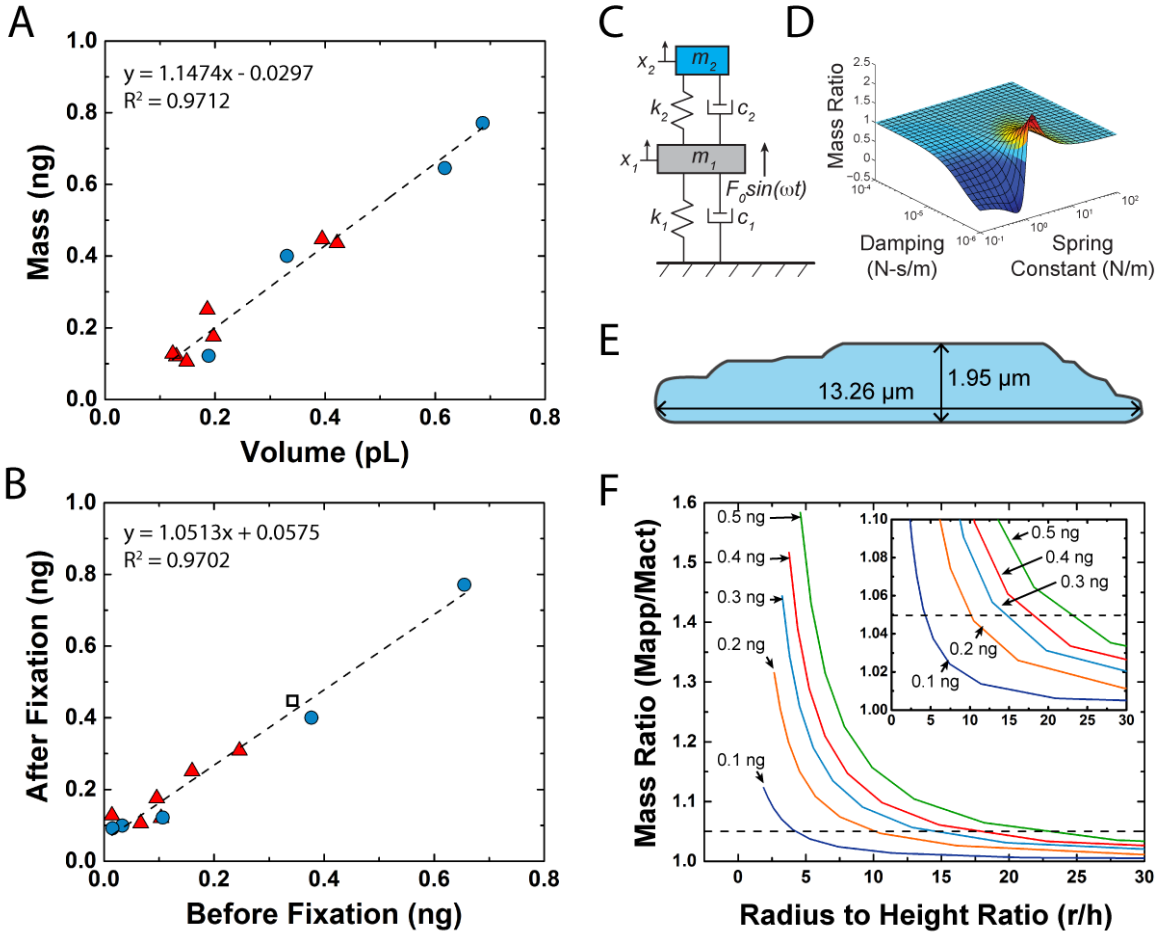 A
y = 1.1474x - 0.0297
R² = 0.9712
Mass (ng)
1.0
0.8
0.6
0.4
0.2
0.0
0.0 0.2 0.4 0.6 0.8
Volume (pL)
B
y = 1.0513x + 0.0575
R² = 0.9702
After Fixation (ng)
1.0
0.8
0.6
0.4
0.2
0.0
0.0 0.2 0.4 0.6 0.8
Before Fixation (ng)
C
x₂
m₂
k₂
c₂
x₁
m₁
F₀sin(ωt)
k₁
c₁
D
Mass Ratio
2.5
2
1.5
1
0.5
0
−0.5
10⁻⁴
10⁻⁵
10⁻⁶
10⁻¹
10⁰
10¹
10²
Damping
(N-s/m)
Spring
Constant (N/m)
E
13.26 µm
1.95 µm
F
Mass Ratio (Mapp/Mact)
1.6
1.5
1.4
1.3
1.2
1.1
1.0
0.5 ng
0.4 ng
0.3 ng
0.2 ng
0.1 ng
0 5 10 15 20 25 30
Radius to Height Ratio (r/h)
1.10
1.08
1.06
1.04
1.02
1.00
0.5 ng
0.4 ng
0.3 ng
0.2 ng
0.1 ng
0 5 10 15 20 25 30